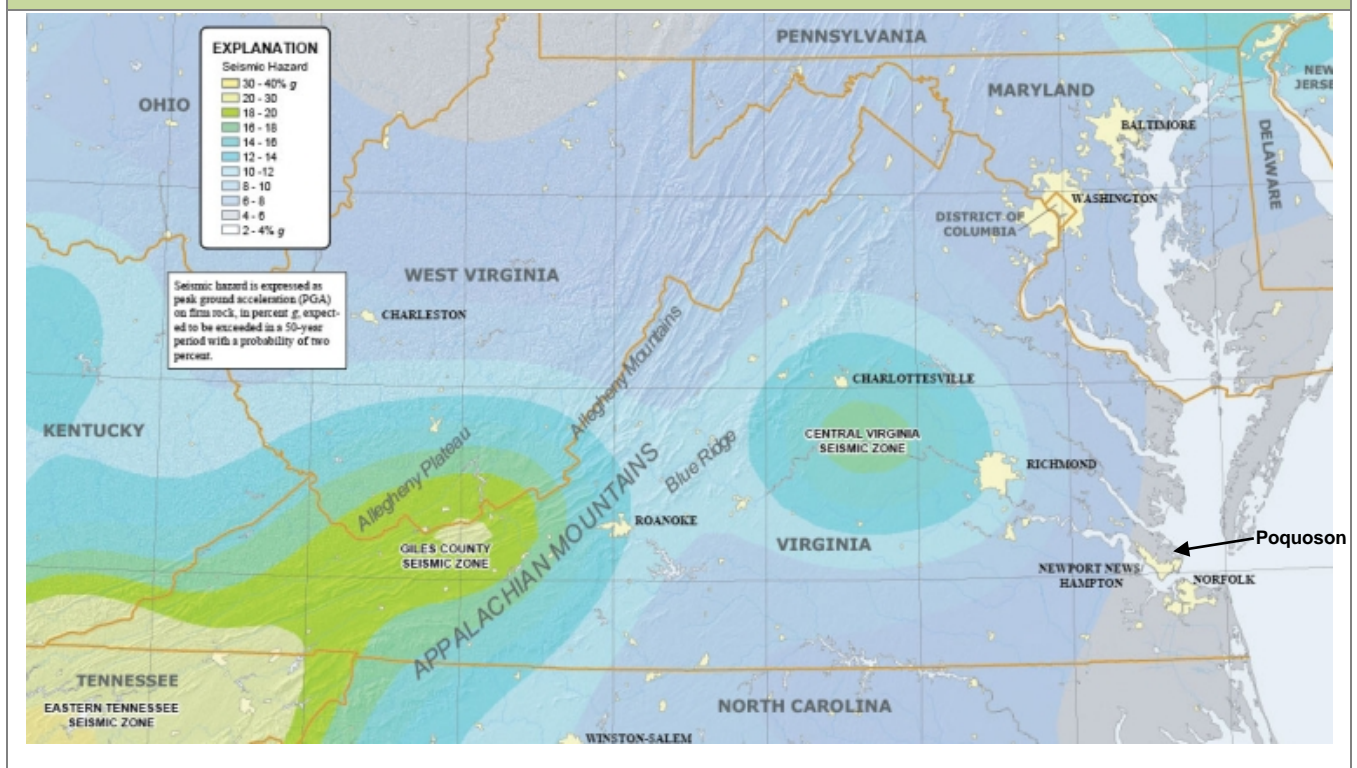 EXPLANATION
Seismic Hazard
30 - 40% g
20 - 30
18 - 20
16 - 18
14 - 16
12 - 14
10 -12
8 - 10
6 - 8
4 - 6
2 - 4% g
Seismic hazard is expressed as
peak ground acceleration (PGA)
on firm rock, in percent g, expect-
ed to be exceeded in a 50-year
period with a probability of two
percent.
PENNSYLVANIA
OHIO
MARYLAND
NEW
JERSE
BALTIMORE
DELAWARE
WASHINGTON
DISTRICT OF
COLUMBIA
WEST VIRGINIA
CHARLESTON
Allegheny Mountains
CHARLOTTESVILLE
KENTUCKY
CENTRAL VIRGINIA
SEISMIC ZONE
Allegheny Plateau
Blue Ridge
RICHMOND
APPALACHIAN MOUNTAINS
ROANOKE
GILES COUNTY
SEISMIC ZONE
VIRGINIA
Poquoson
NEWPORT NEWS/
HAMPTON
NORFOLK
TENNESSEE
EASTERN TENNESSEE
SEISMIC ZONE
NORTH CAROLINA
WINSTON-SALEM